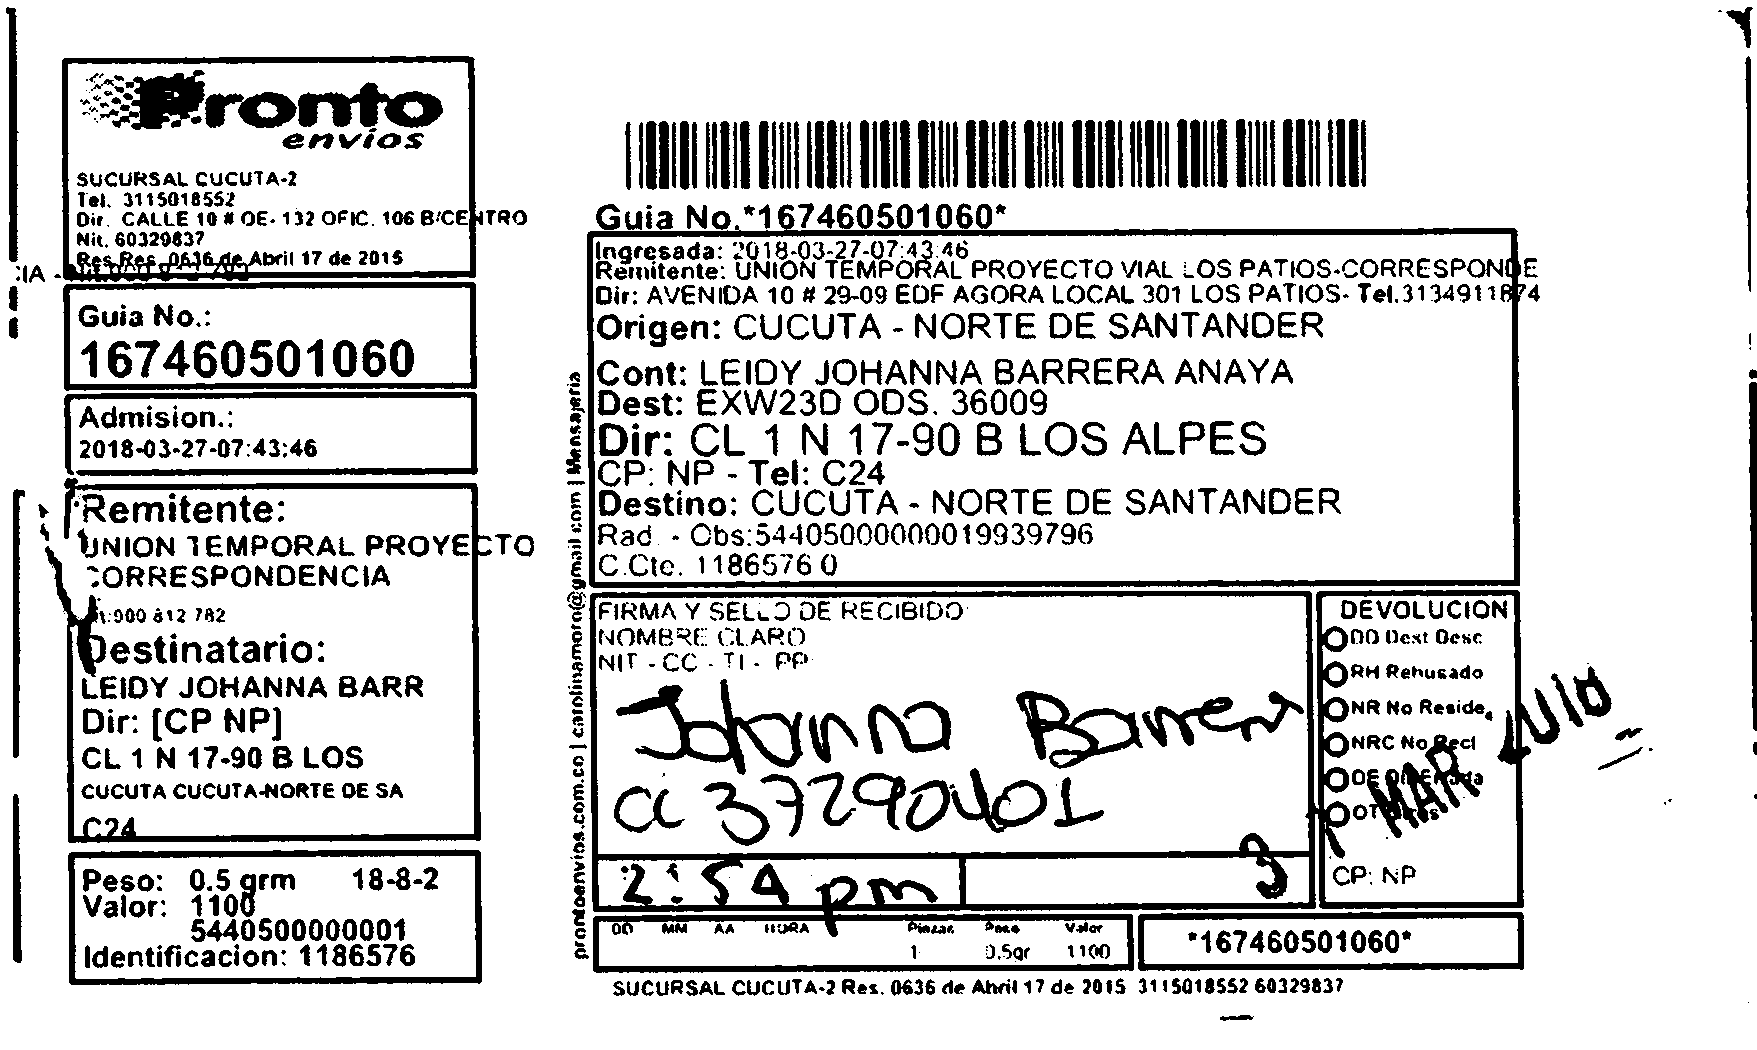 Pronto
envíos
SUCURSAL CUCUTA-2
Tel. 3115018552
Dir. CALLE 10 # OE- 132 OFIC. 106 B/CENTRO
Nit. 60329837
Res.Res. 0636 de Abril 17 de 2015
Guia No.:
167460501060
Admision.:
2018-03-27-07:43:46
Remitente:
UNION TEMPORAL PROYECTO
CORRESPONDENCIA
Destinatario:
LEIDY JOHANNA BARR
Dir: [CP NP]
CL 1 N 17-90 B LOS
CUCUTA CUCUTA-NORTE DE SA
C24
Peso: 0.5 grm 18-8-2
Valor: 1100
5440500000001
Identificacion: 1186576
prontoenvios.com.co | carolinamoro@gmail.com | Mensajeria
Guia No.*167460501060*
Ingresada: 2018-03-27-07:43:46
Remitente: UNION TEMPORAL PROYECTO VIAL LOS PATIOS-CORRESPONDE
Dir: AVENIDA 10 # 29-09 EDF AGORA LOCAL 301 LOS PATIOS- Tel.3134911874
Origen: CUCUTA - NORTE DE SANTANDER
Cont: LEIDY JOHANNA BARRERA ANAYA
Dest: EXW23D ODS. 36009
Dir: CL 1 N 17-90 B LOS ALPES
CP: NP - Tel: C24
Destino: CUCUTA - NORTE DE SANTANDER
Rad. - Obs:5440500000019939796
C.Cte. 1186576 0
FIRMA Y SELLO DE RECIBIDO
NOMBRE CLARO
NIT - CC - TI - PP
Johanna Barrera
CC 37290401
2:54 pm
DEVOLUCION
DD Dest Desc
RH Rehusado
NR No Reside
NRC No Recl
CP: NP
MAR
DD MM AA HORA Piezas Peso Valor
1 0.5gr 1100
*167460501060*
SUCURSAL CUCUTA-2 Res. 0636 de Abril 17 de 2015 3115018552 60329837